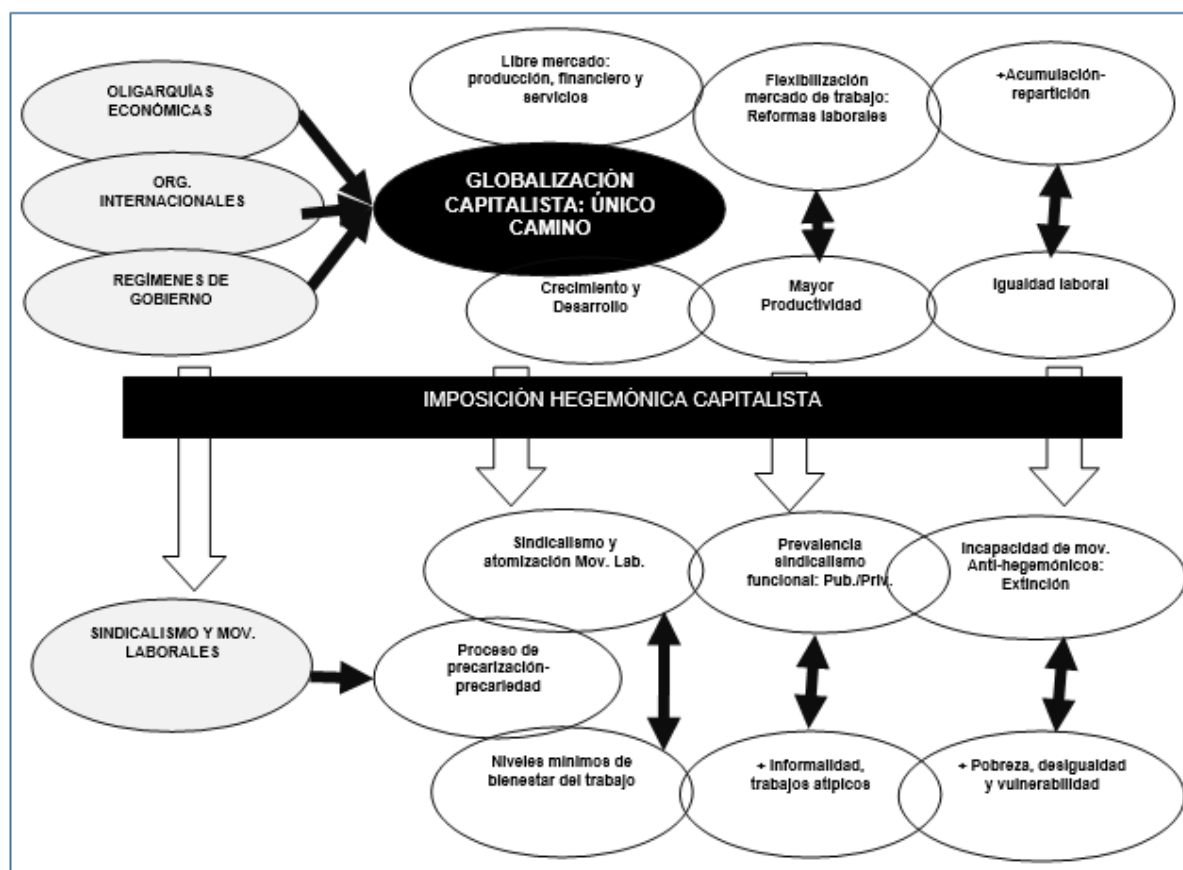 OLIGARQUÍAS
ECONÓMICAS
ORG.
INTERNACIONALES
REGÍMENES DE
GOBIERNO
Libre mercado:
producción, financiero y
servicios
GLOBALIZACIÓN
CAPITALISTA: ÚNICO
CAMINO
Crecimiento y
Desarrollo
Flexibilización
mercado de trabajo:
Reformas laborales
Mayor
Productividad
+Acumulación-
repartición
Igualdad laboral
IMPOSICIÓN HEGEMÓNICA CAPITALISTA
SINDICALISMO Y MOV.
LABORALES
Sindicalismo y
atomización Mov. Lab.
Proceso de
precarización-
precariedad
Niveles mínimos de
bienestar del trabajo
Prevalencia
sindicalismo
funcional: Pub./Priv.
+ Informalidad,
trabajos atípicos
Incapacidad de mov.
Anti-hegemónicos:
Extinción
+ Pobreza, desigualdad
y vulnerabilidad